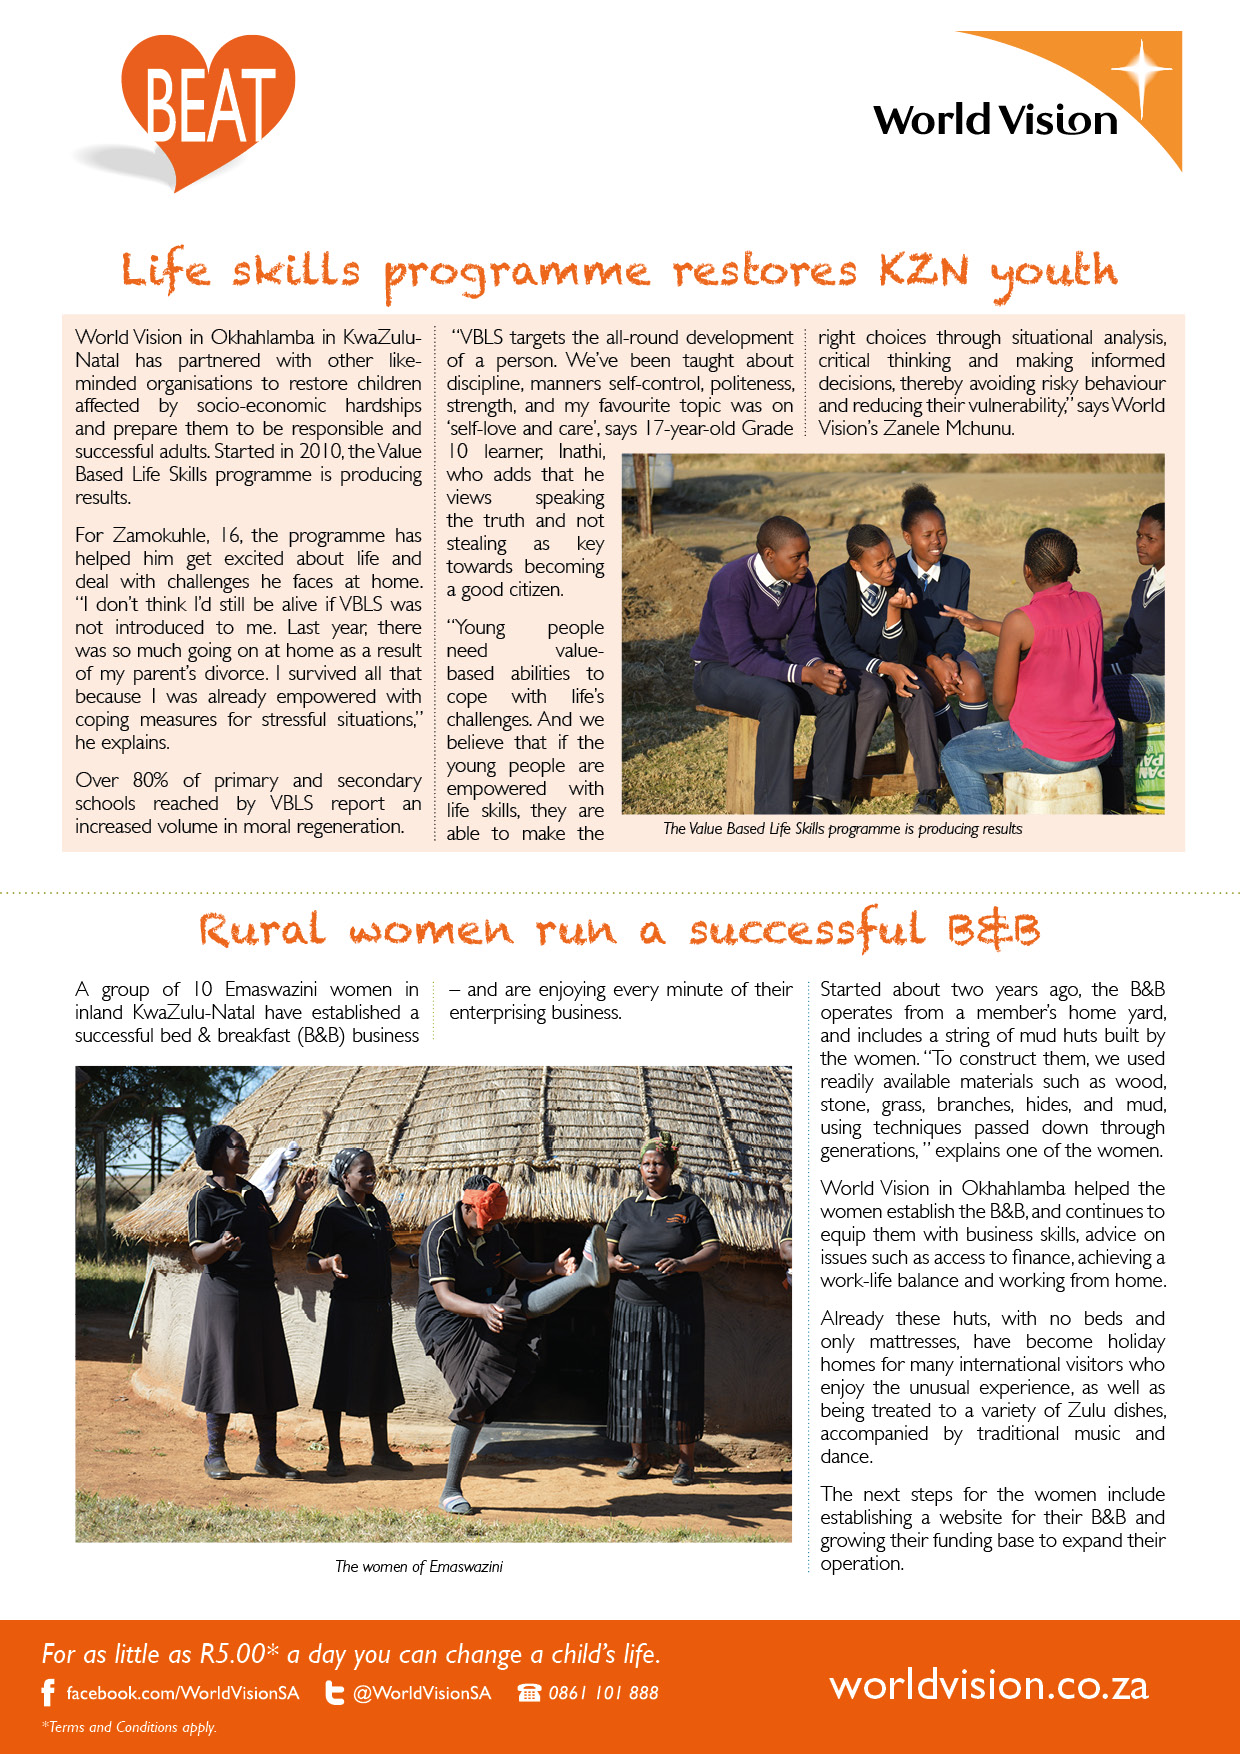 BEAT
World Vision
Life skills programme restores KZN youth
World Vision in Okhahlamba in KwaZulu-
Natal has partnered with other like-
minded organisations to restore children
affected by socio-economic hardships
and prepare them to be responsible and
successful adults. Started in 2010, the Value
Based Life Skills programme is producing
results.
For Zamokuhle, 16, the programme has
helped him get excited about life and
deal with challenges he faces at home.
“I don’t think I’d still be alive if VBLS was
not introduced to me. Last year, there
was so much going on at home as a result
of my parent’s divorce. I survived all that
because I was already empowered with
coping measures for stressful situations,”
he explains.
Over 80% of primary and secondary
schools reached by VBLS report an
increased volume in moral regeneration.
“VBLS targets the all-round development
of a person. We’ve been taught about
discipline, manners self-control, politeness,
strength, and my favourite topic was on
‘self-love and care’, says 17-year-old Grade
10 learner, Inathi,
who adds that he
views speaking
the truth and not
stealing as key
towards becoming
a good citizen.
“Young people
need value-
based abilities to
cope with life’s
challenges. And we
believe that if the
young people are
empowered with
life skills, they are
able to make the
right choices through situational analysis,
critical thinking and making informed
decisions, thereby avoiding risky behaviour
and reducing their vulnerability,” says World
Vision’s Zanele Mchunu.
The Value Based Life Skills programme is producing results
Rural women run a successful B&B
A group of 10 Emaswazini women in
inland KwaZulu-Natal have established a
successful bed & breakfast (B&B) business
– and are enjoying every minute of their
enterprising business.
The women of Emaswazini
Started about two years ago, the B&B
operates from a member’s home yard,
and includes a string of mud huts built by
the women. “To construct them, we used
readily available materials such as wood,
stone, grass, branches, hides, and mud,
using techniques passed down through
generations, ” explains one of the women.
World Vision in Okhahlamba helped the
women establish the B&B, and continues to
equip them with business skills, advice on
issues such as access to finance, achieving a
work-life balance and working from home.
Already these huts, with no beds and
only mattresses, have become holiday
homes for many international visitors who
enjoy the unusual experience, as well as
being treated to a variety of Zulu dishes,
accompanied by traditional music and
dance.
The next steps for the women include
establishing a website for their B&B and
growing their funding base to expand their
operation.
For as little as R5.00* a day you can change a child’s life.
facebook.com/WorldVisionSA @WorldVisionSA 0861 101 888
*Terms and Conditions apply.
worldvision.co.za